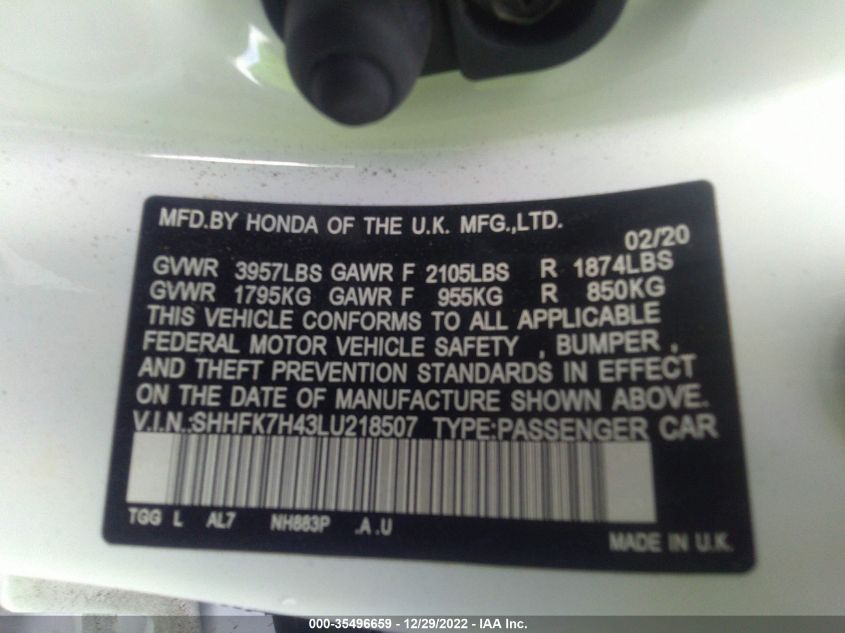 MFD.BY HONDA OF THE U.K. MFG.,LTD.
02/20
GVWR 3957LBS GAWR F 2105LBS R 1874LBS
GVWR 1795KG GAWR F 955KG R 850KG
THIS VEHICLE CONFORMS TO ALL APPLICABLE
FEDERAL MOTOR VEHICLE SAFETY , BUMPER ,
AND THEFT PREVENTION STANDARDS IN EFFECT
ON THE DATE OF MANUFACTURE SHOWN ABOVE.
V.I.N.:SHHFK7H43LU218507 TYPE:PASSENGER CAR
TGG L AL7 NH883P .A .U
MADE IN U.K.
000-35496659 - 12/29/2022 - IAA Inc.